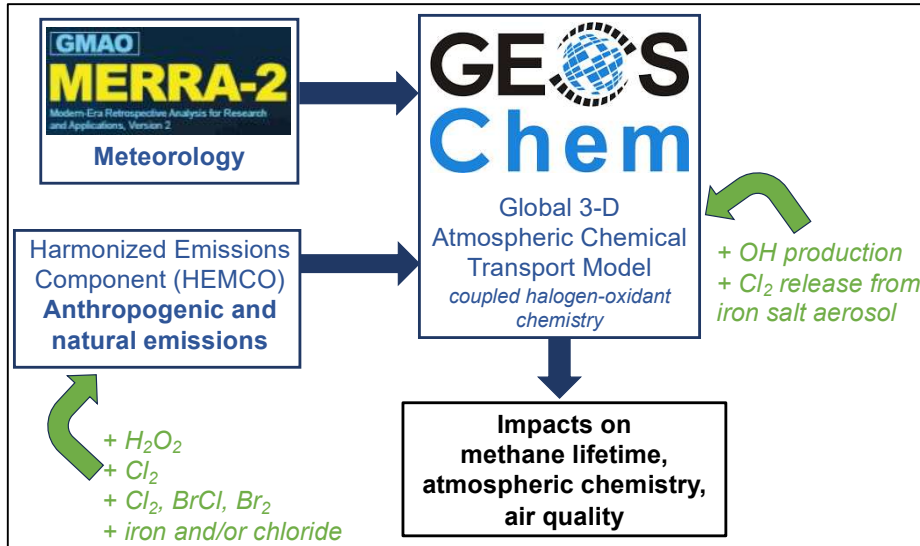 GMAO
MERRA-2
Modern-Era Retrospective Analysis for Research
and Applications, Version 2
Meteorology
GEOS
Chem
Global 3-D
Atmospheric Chemical
Transport Model
coupled halogen-oxidant
chemistry
Harmonized Emissions
Component (HEMCO)
Anthropogenic and
natural emissions
+ OH production
+ Cl₂ release from
iron salt aerosol
+ H₂O₂
+ Cl₂
+ Cl₂, BrCl, Br₂
+ iron and/or chloride
Impacts on
methane lifetime,
atmospheric chemistry,
air quality